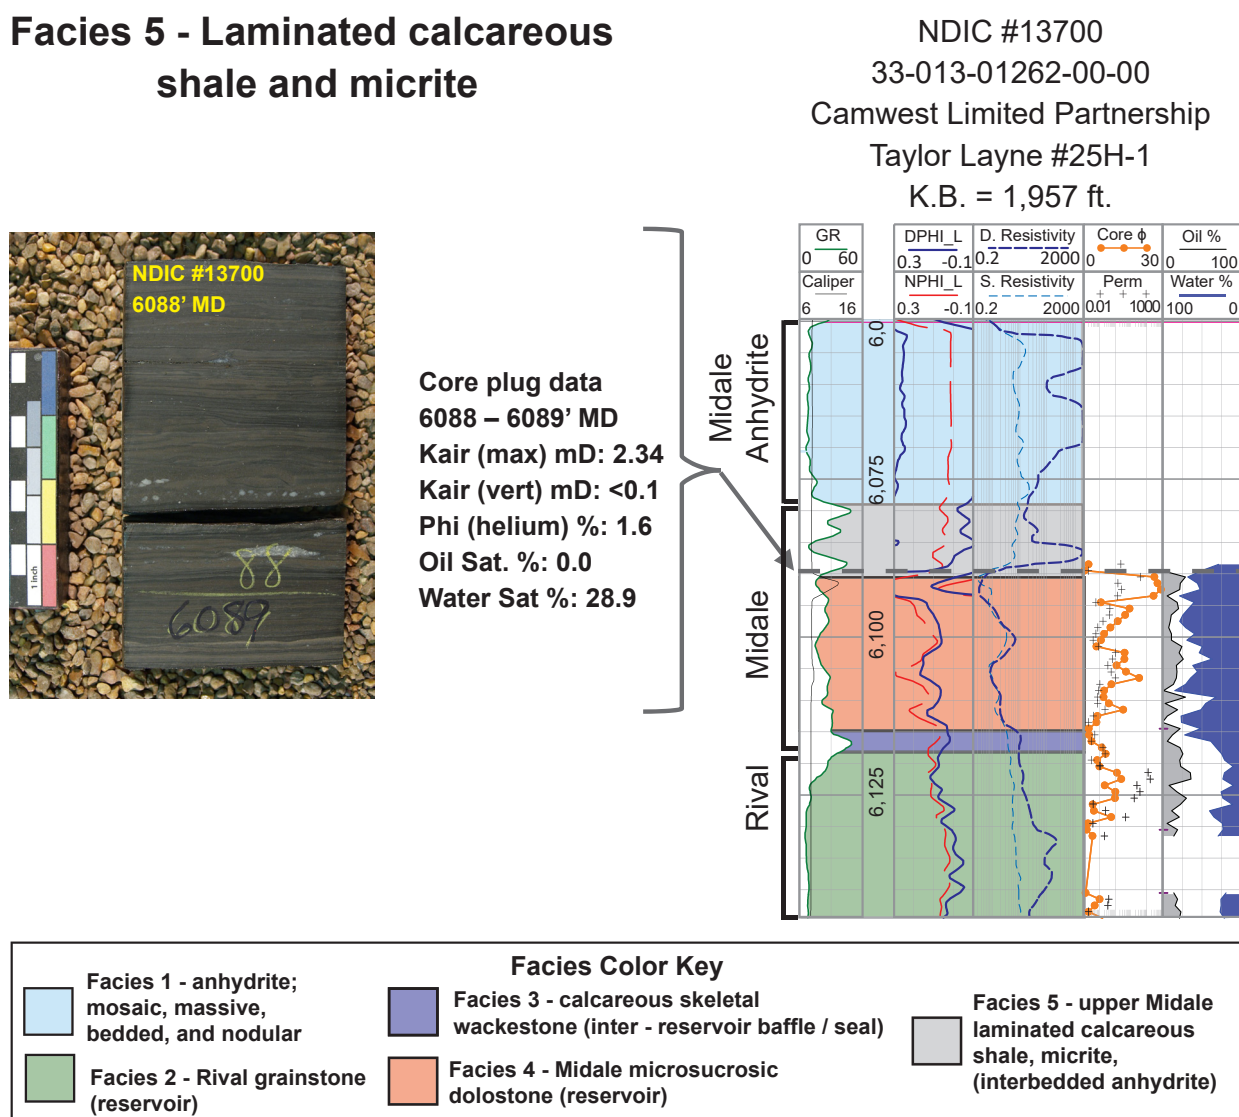 Facies 5 - Laminated calcareous
shale and micrite
NDIC #13700
33-013-01262-00-00
Camwest Limited Partnership
Taylor Layne #25H-1
K.B. = 1,957 ft.
NDIC #13700
6088' MD
88
6089
1 Inch
Core plug data
6088 – 6089' MD
Kair (max) mD: 2.34
Kair (vert) mD: <0.1
Phi (helium) %: 1.6
Oil Sat. %: 0.0
Water Sat %: 28.9
GR
0 60
Caliper
6 16
DPHI_L
0.3 -0.1
NPHI_L
0.3 -0.1
D. Resistivity
0.2 2000
S. Resistivity
0.2 2000
Core ϕ
0 30
Perm
0.01 1000
Oil %
0 100
Water %
100 0
Midale
Anhydrite
Midale
Rival
6,0
6,075
6,100
6,125
Facies Color Key
Facies 1 - anhydrite;
mosaic, massive,
bedded, and nodular
Facies 2 - Rival grainstone
(reservoir)
Facies 3 - calcareous skeletal
wackestone (inter - reservoir baffle / seal)
Facies 4 - Midale microsucrosic
dolostone (reservoir)
Facies 5 - upper Midale
laminated calcareous
shale, micrite,
(interbedded anhydrite)